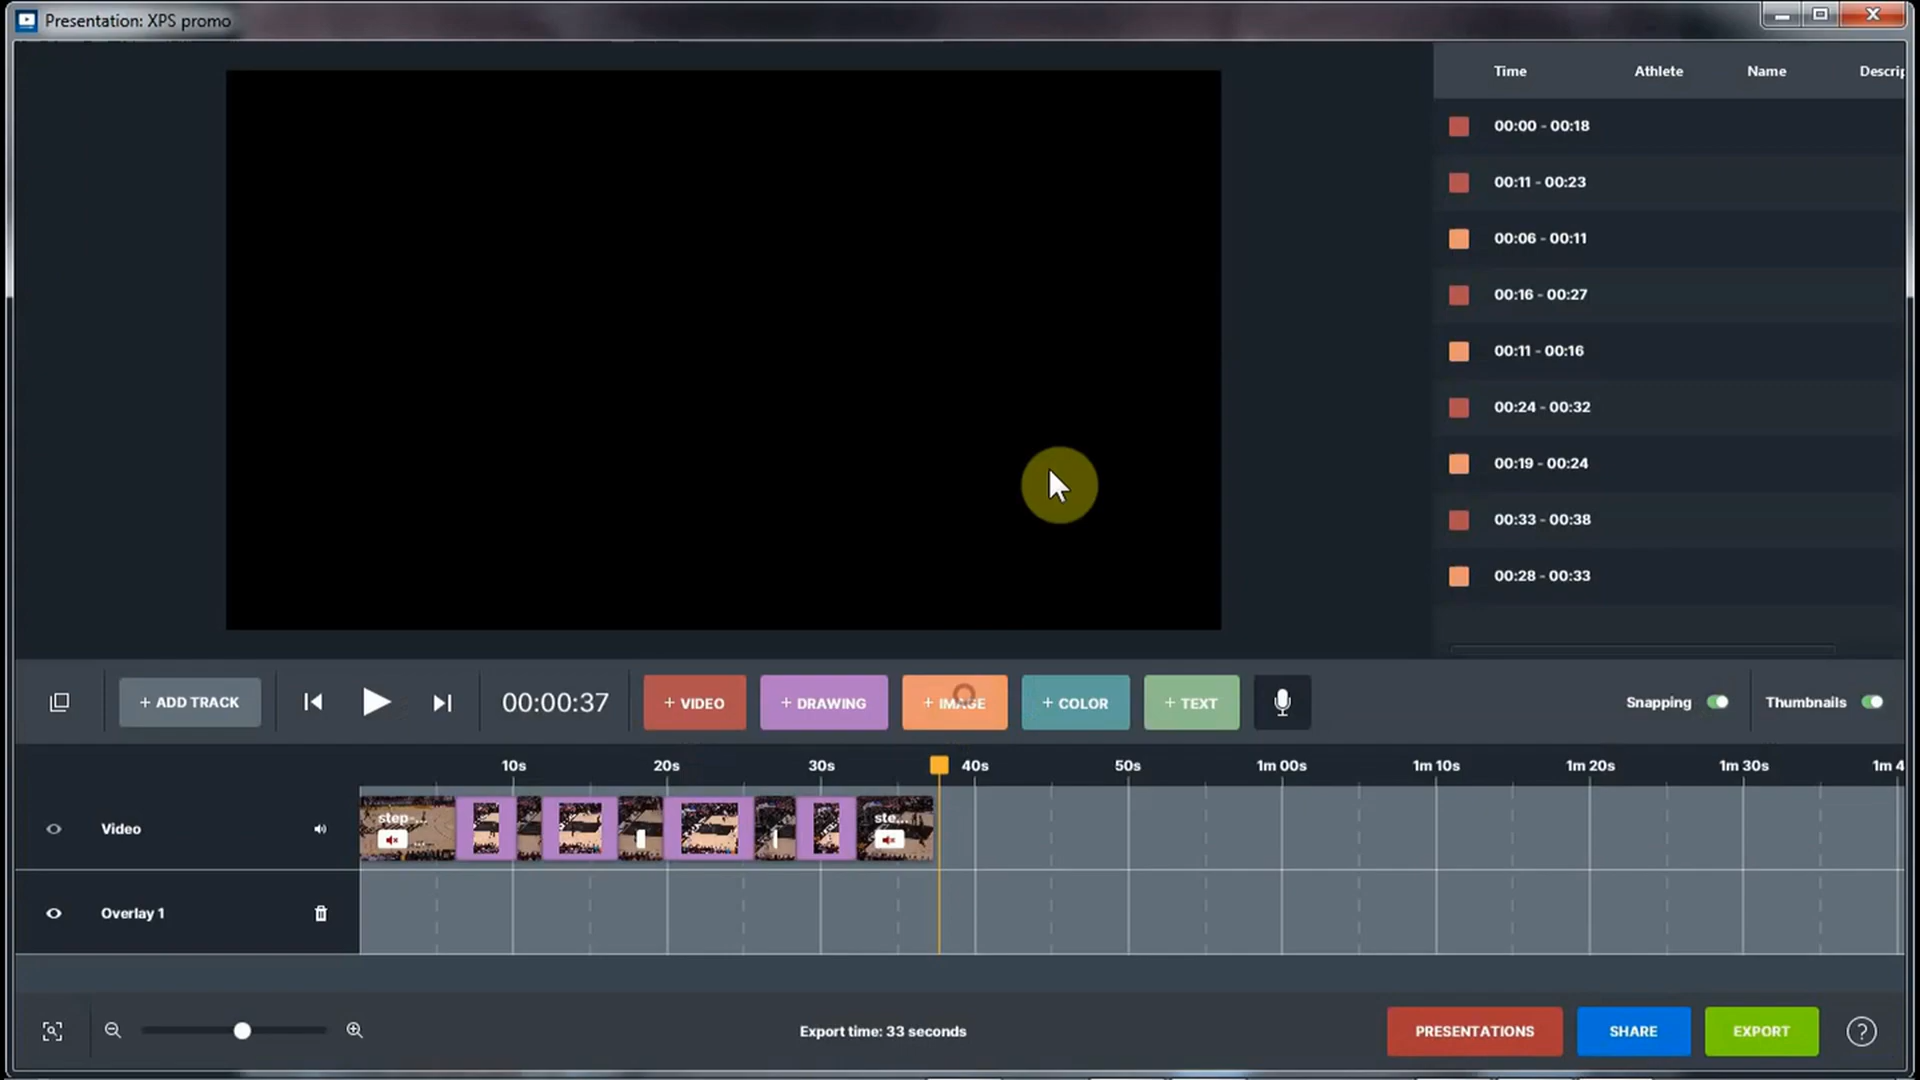 Presentation: XPS promo
Time Athlete Name Descrip
00:00 - 00:18
00:11 - 00:23
00:06 - 00:11
00:16 - 00:27
00:11 - 00:16
00:24 - 00:32
00:19 - 00:24
00:33 - 00:38
00:28 - 00:33
+ ADD TRACK 00:00:37 + VIDEO + DRAWING + IMAGE + COLOR + TEXT Snapping Thumbnails
10s 20s 30s 40s 50s 1m 00s 1m 10s 1m 20s 1m 30s 1m 4
step-... ste...
Video
Overlay 1
Export time: 33 seconds PRESENTATIONS SHARE EXPORT ?